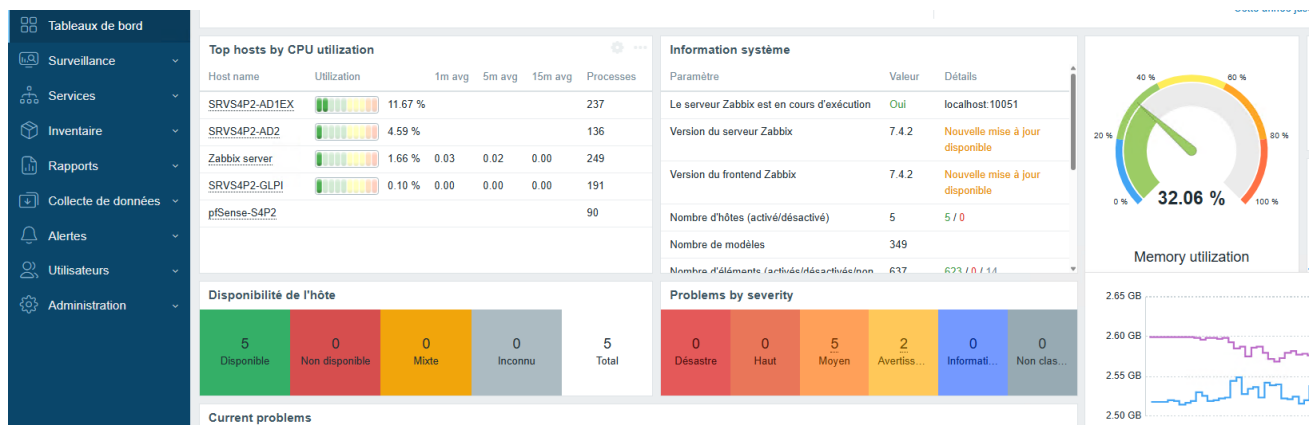 Tableaux de bord
Surveillance
Services
Inventaire
Rapports
Collecte de données
Alertes
Utilisateurs
Administration
Top hosts by CPU utilization
Host name Utilization 1m avg 5m avg 15m avg Processes
SRVS4P2-AD1EX 11.67 % 237
SRVS4P2-AD2 4.59 % 136
Zabbix server 1.66 % 0.03 0.02 0.00 249
SRVS4P2-GLPI 0.10 % 0.00 0.00 0.00 191
pfSense-S4P2 90
Information système
Paramètre Valeur Détails
Le serveur Zabbix est en cours d'exécution Oui localhost:10051
Version du serveur Zabbix 7.4.2 Nouvelle mise à jour
disponible
Version du frontend Zabbix 7.4.2 Nouvelle mise à jour
disponible
Nombre d'hôtes (activé/désactivé) 5 5 / 0
Nombre de modèles 349
Nombre d'éléments (activés/désactivés/non 637 623 / 0 / 14
40 % 60 %
20 % 80 %
0 % 32.06 % 100 %
Memory utilization
Disponibilité de l'hôte
5 0 0 0 5
Disponible Non disponible Mixte Inconnu Total
Problems by severity
0 0 5 2 0 0
Désastre Haut Moyen Avertiss... Informati... Non clas...
2.65 GB
2.60 GB
2.55 GB
2.50 GB
Current problems